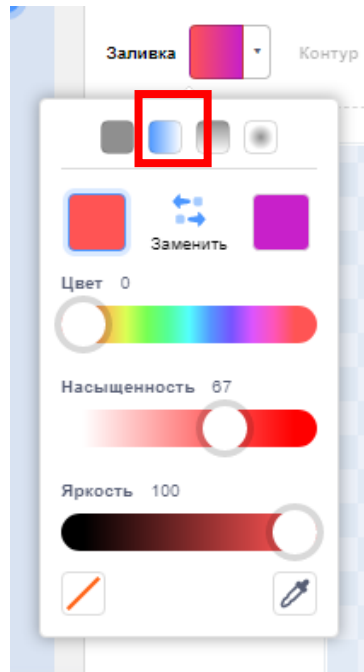 Заливка Контур
Заменить
Цвет 0
Насыщенность 67
Яркость 100